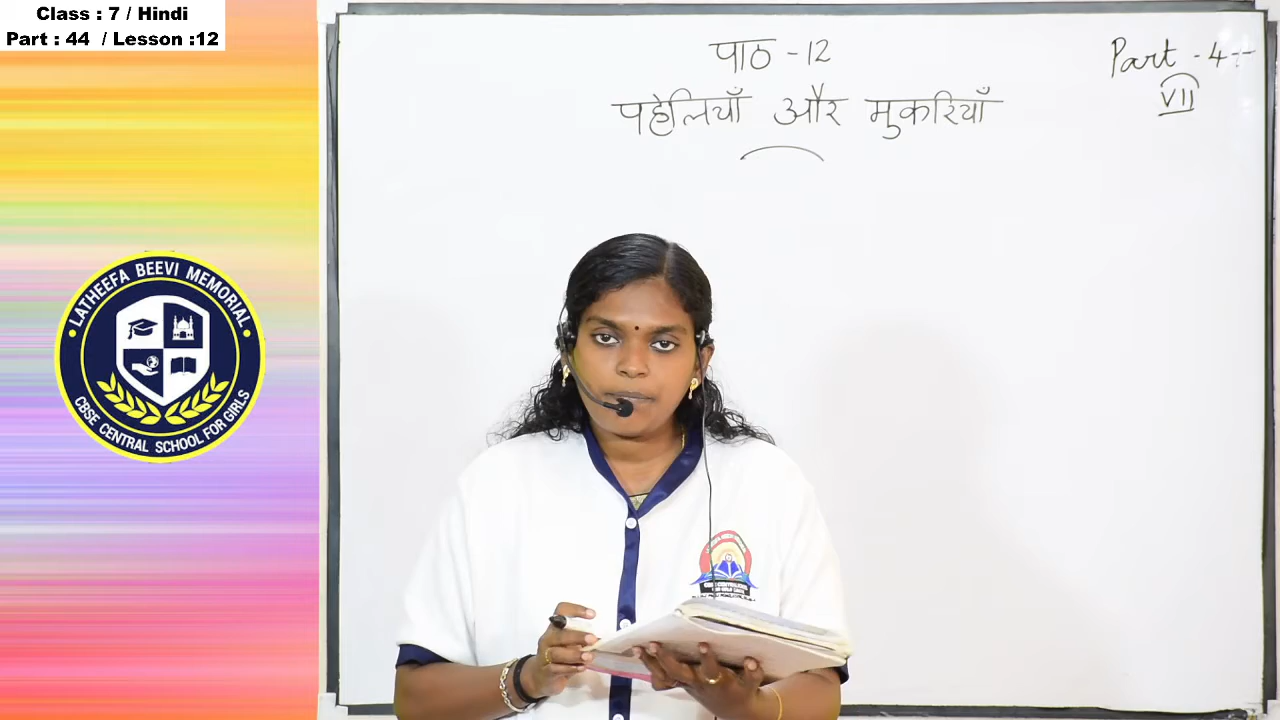 Class : 7 / Hindi
Part : 44 / Lesson :12
पाठ - 12
पहेलियाँ और मुकरियाँ
Part - 44
VII
LATHEEFA BEEVI MEMORIAL
CBSE CENTRAL SCHOOL FOR GIRLS